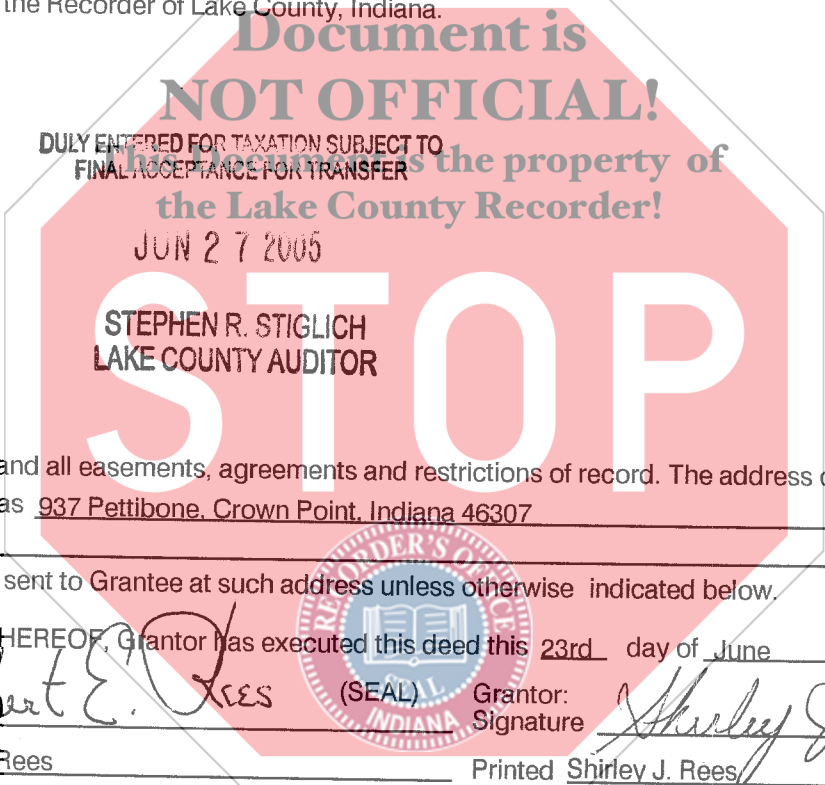 the Recorder of Lake County, Indiana.
Document is
NOT OFFICIAL!
DULY ENTERED FOR TAXATION SUBJECT TO
FINAL ACCEPTANCE FOR TRANSFER
This Document is the property of
the Lake County Recorder!
JUN 27 2005
STOP
STEPHEN R. STIGLICH
LAKE COUNTY AUDITOR
and all easements, agreements and restrictions of record. The address
as 937 Pettibone, Crown Point, Indiana 46307
RECORDER'S OFFICE
SEAL
INDIANA
sent to Grantee at such address unless otherwise indicated below.
HEREOF, Grantor has executed this deed this 23rd day of June
E. Rees (SEAL) Grantor:
Signature Shirley J
Rees Printed Shirley J. Rees